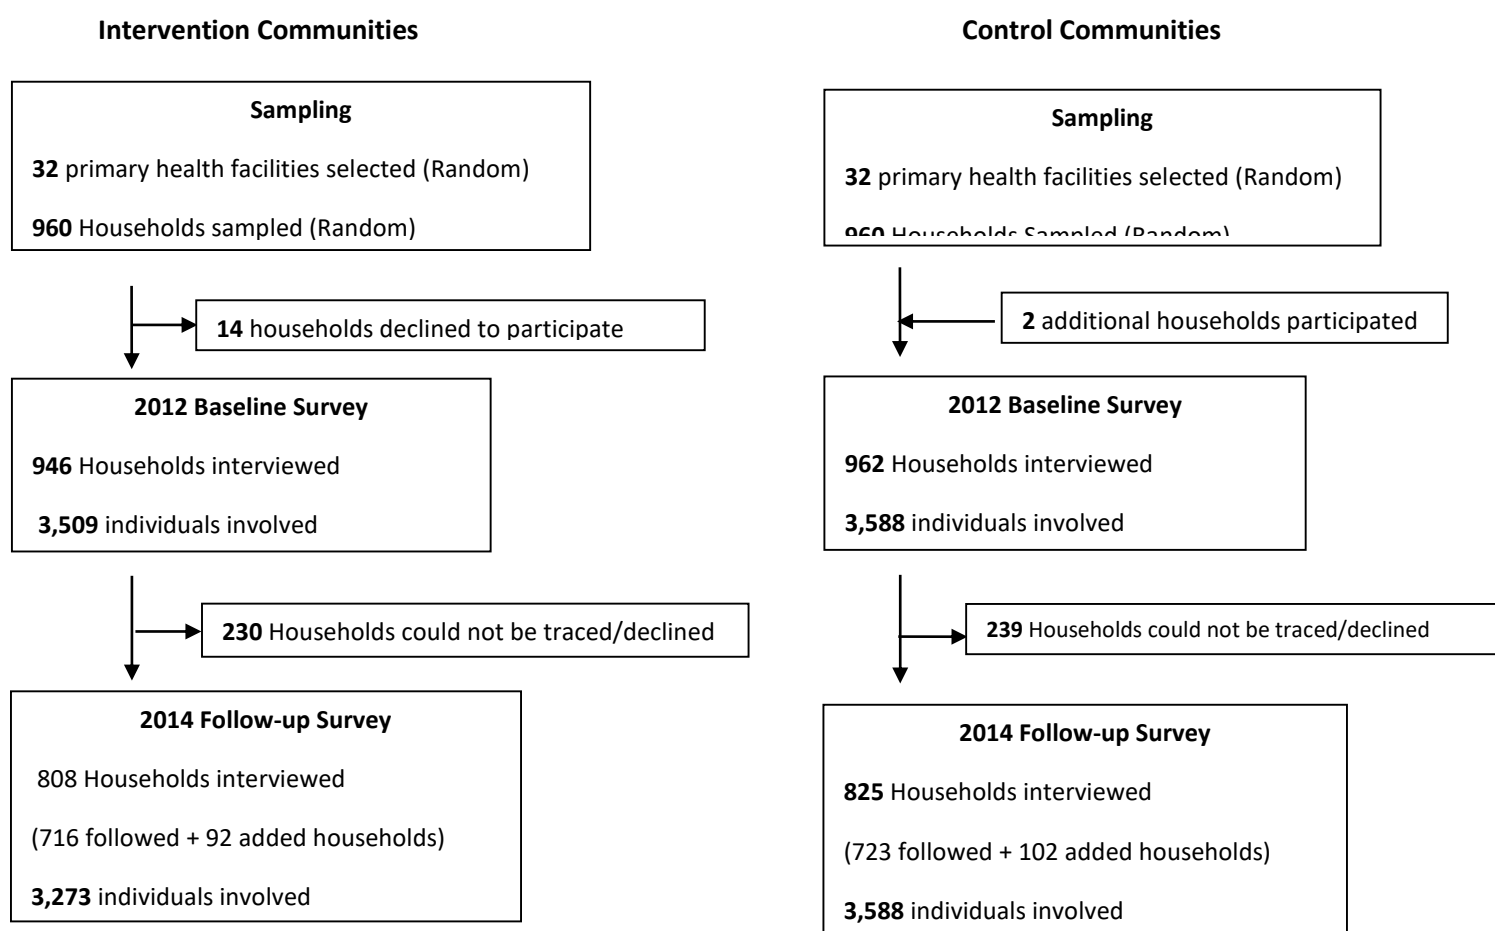 Intervention Communities
Sampling
32 primary health facilities selected (Random)
960 Households sampled (Random)
14 households declined to participate
2012 Baseline Survey
946 Households interviewed
3,509 individuals involved
230 Households could not be traced/declined
2014 Follow-up Survey
808 Households interviewed
(716 followed + 92 added households)
3,273 individuals involved
Control Communities
Sampling
32 primary health facilities selected (Random)
960 Households Sampled (Random)
2 additional households participated
2012 Baseline Survey
962 Households interviewed
3,588 individuals involved
239 Households could not be traced/declined
2014 Follow-up Survey
825 Households interviewed
(723 followed + 102 added households)
3,588 individuals involved